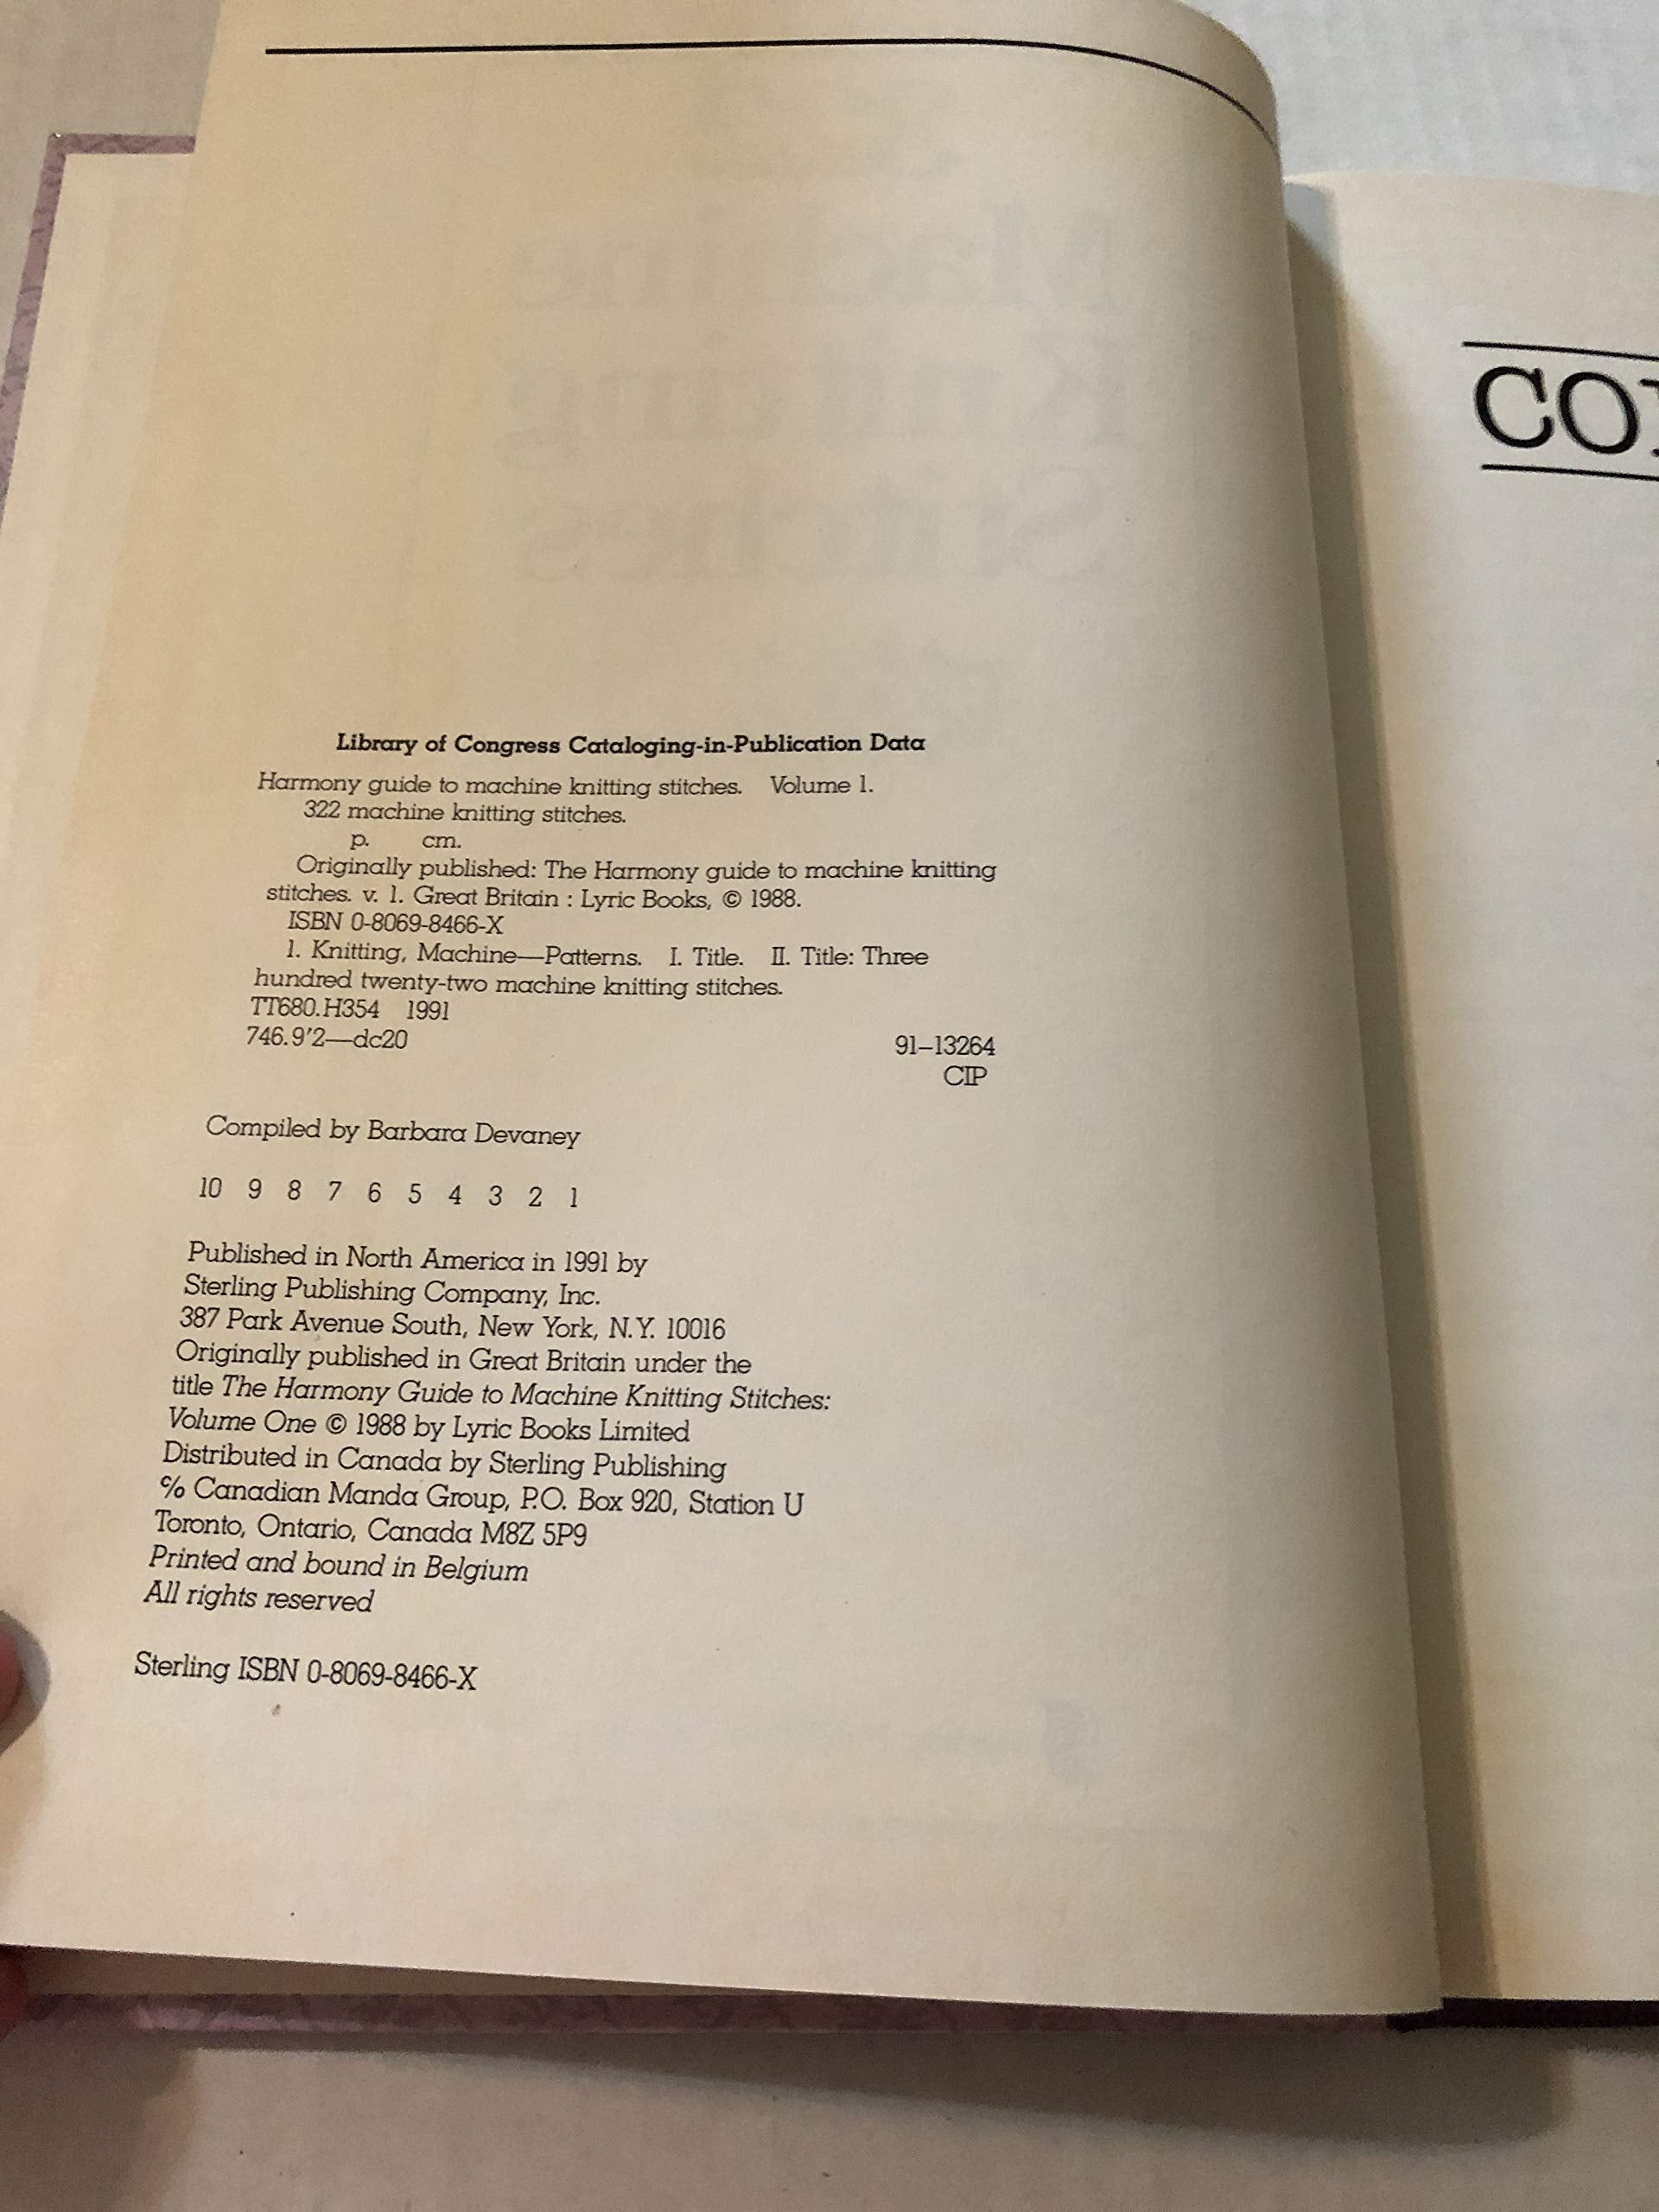 Library of Congress Cataloging-in-Publication Data
Harmony guide to machine knitting stitches. Volume 1.
322 machine knitting stitches.
p. cm.
Originally published: The Harmony guide to machine knitting
stitches. v. 1. Great Britain : Lyric Books, © 1988.
ISBN 0-8069-8466-X
1. Knitting, Machine—Patterns. I. Title. II. Title: Three
hundred twenty-two machine knitting stitches.
TT680.H354 1991
746.9′2—dc20 91–13264
CIP
Compiled by Barbara Devaney
10 9 8 7 6 5 4 3 2 1
Published in North America in 1991 by
Sterling Publishing Company, Inc.
387 Park Avenue South, New York, N.Y. 10016
Originally published in Great Britain under the
title The Harmony Guide to Machine Knitting Stitches:
Volume One © 1988 by Lyric Books Limited
Distributed in Canada by Sterling Publishing
℅ Canadian Manda Group, P.O. Box 920, Station U
Toronto, Ontario, Canada M8Z 5P9
Printed and bound in Belgium
All rights reserved
Sterling ISBN 0-8069-8466-X